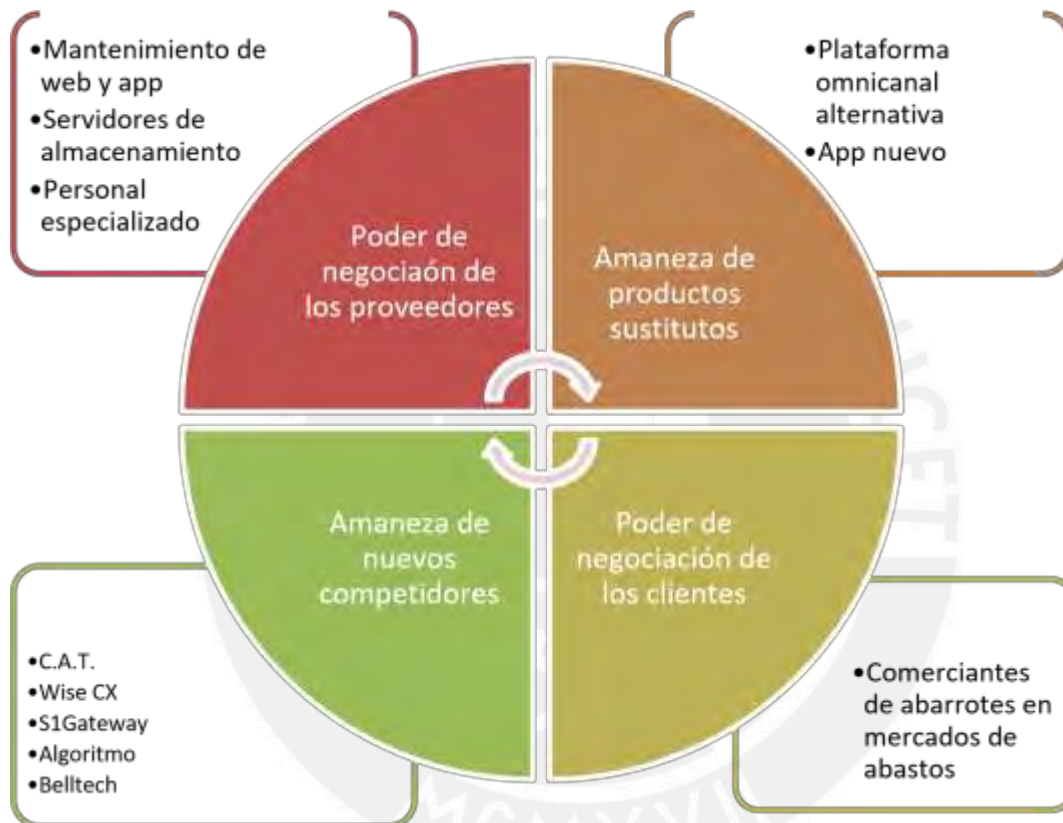 •Mantenimiento de
web y app
•Servidores de
almacenamiento
•Personal
especializado
•Plataforma
omnicanal
alternativa
•App nuevo
Poder de
negociaón de
los proveedores
Amaneza de
productos
sustitutos
Amaneza de
nuevos
competidores
Poder de
negociación de
los clientes
•C.A.T.
•Wise CX
•S1Gateway
•Algoritmo
•Belltech
•Comerciantes
de abarrotes en
mercados de
abastos